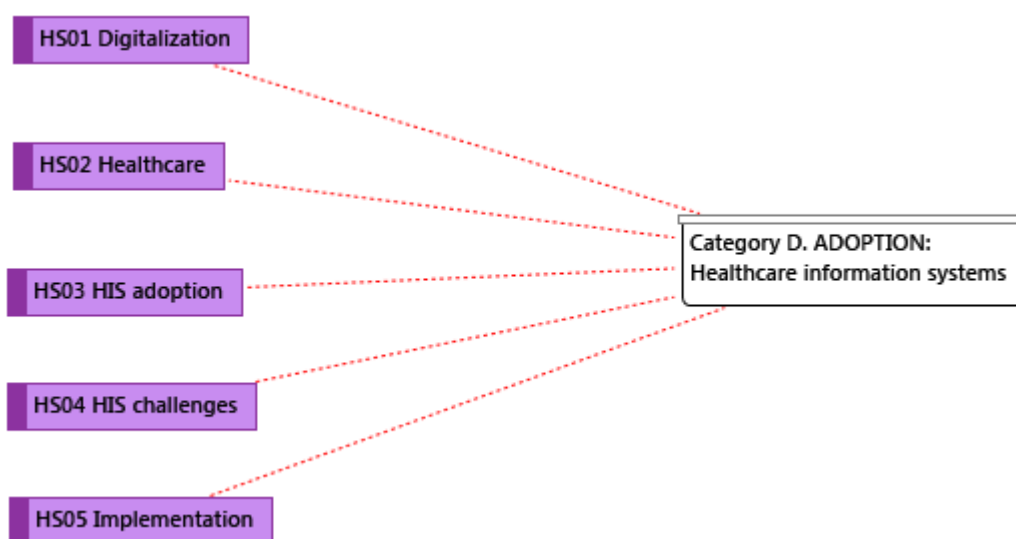 HS01 Digitalization
HS02 Healthcare
Category D. ADOPTION:
Healthcare information systems
HS03 HIS adoption
HS04 HIS challenges
HS05 Implementation